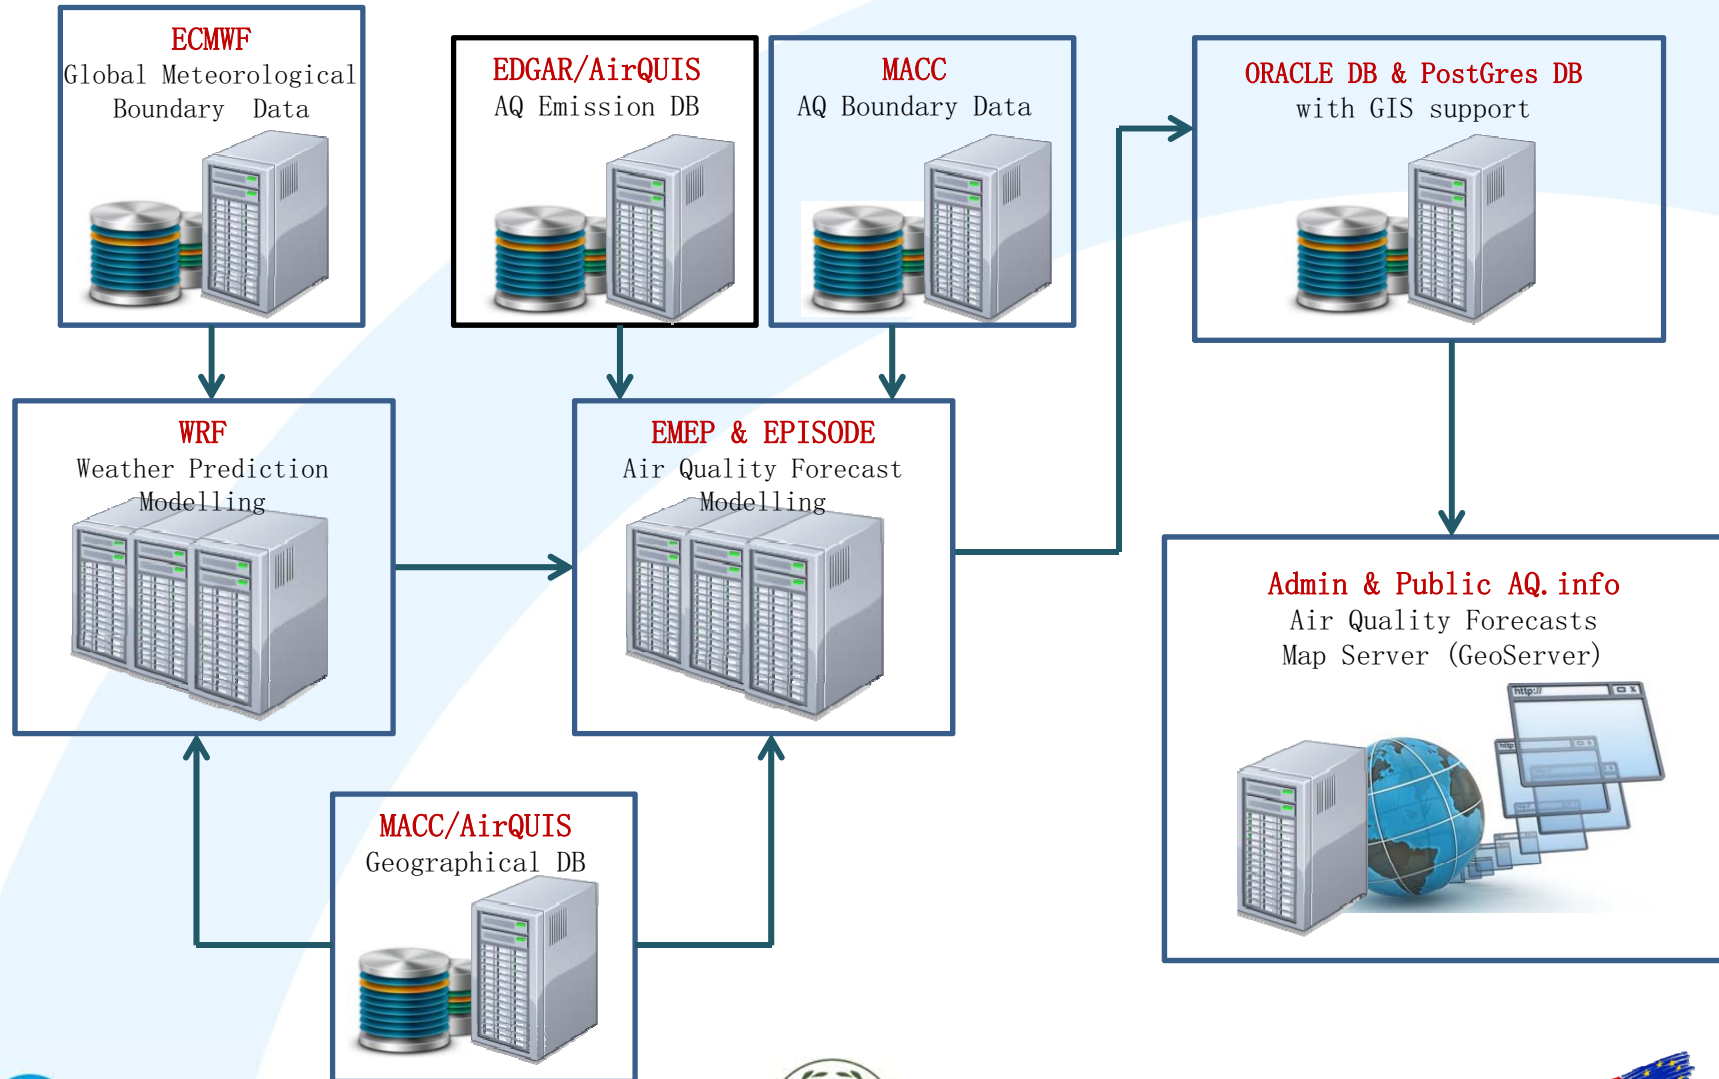 ECMWF
Global Meteorological
Boundary Data
EDGAR/AirQUIS
AQ Emission DB
MACC
AQ Boundary Data
ORACLE DB & PostGres DB
with GIS support
WRF
Weather Prediction
Modelling
EMEP & EPISODE
Air Quality Forecast
Modelling
Admin & Public AQ.info
Air Quality Forecasts
Map Server (GeoServer)
http://
http
MACC/AirQUIS
Geographical DB